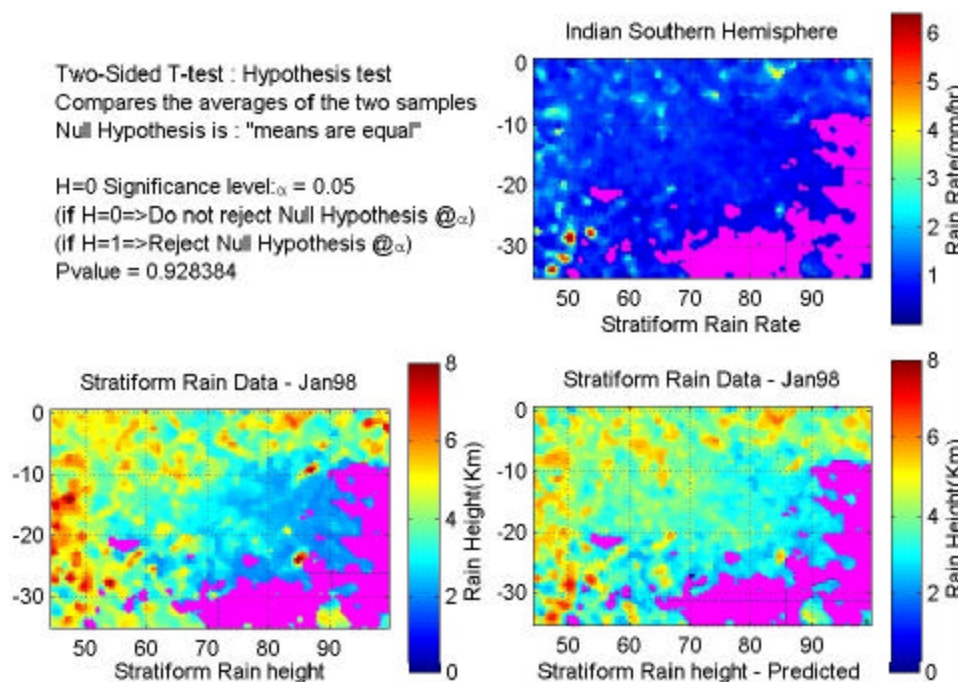 Two-Sided T-test : Hypothesis test
Compares the averages of the two samples
Null Hypothesis is : "means are equal"
H=0 Significance level:α = 0.05
(if H=0=>Do not reject Null Hypothesis @α)
(if H=1=>Reject Null Hypothesis @α)
Pvalue = 0.928384
Indian Southern Hemisphere
0
-10
-20
-30
50 60 70 80 90
Stratiform Rain Rate
6
5
4
3
2
1
Rain Rate(mm/hr)
Stratiform Rain Data - Jan98
0
-10
-20
-30
50 60 70 80 90
Stratiform Rain height
8
6
4
2
0
Rain Height(Km)
Stratiform Rain Data - Jan98
0
-10
-20
-30
50 60 70 80 90
Stratiform Rain height - Predicted
8
6
4
2
0
Rain Height(Km)